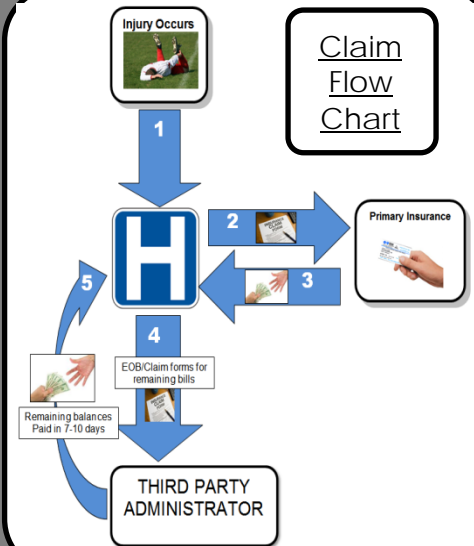 Injury Occurs
Claim
Flow
Chart
1
H
2
Primary Insurance
3
5
4
EOB/Claim forms for
remaining bills
Remaining balances
Paid in 7-10 days
THIRD PARTY
ADMINISTRATOR